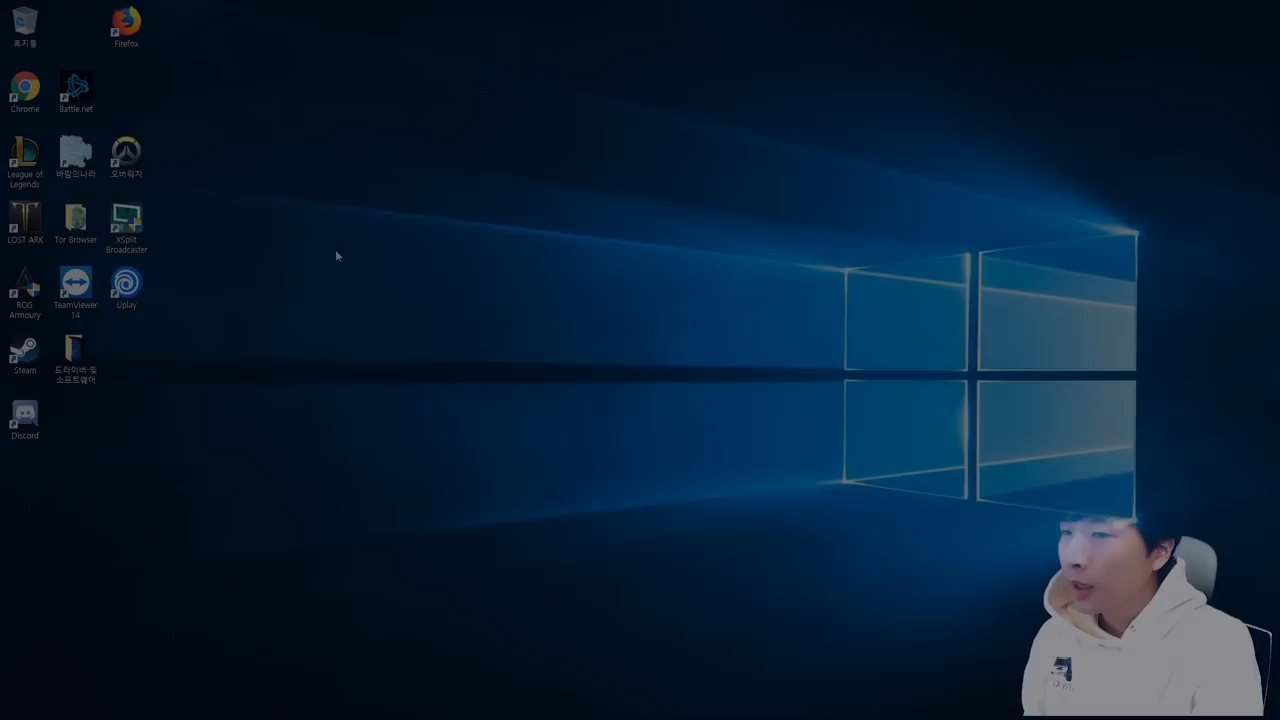 휴지통
Firefox
Chrome
Battle.net
League of
Legends
바람의나라
오버워치
LOST ARK
Tor Browser
XSplit
Broadcaster
ROG
Armoury
TeamViewer
14
Uplay
Steam
드라이버 및
소프트웨어
Discord